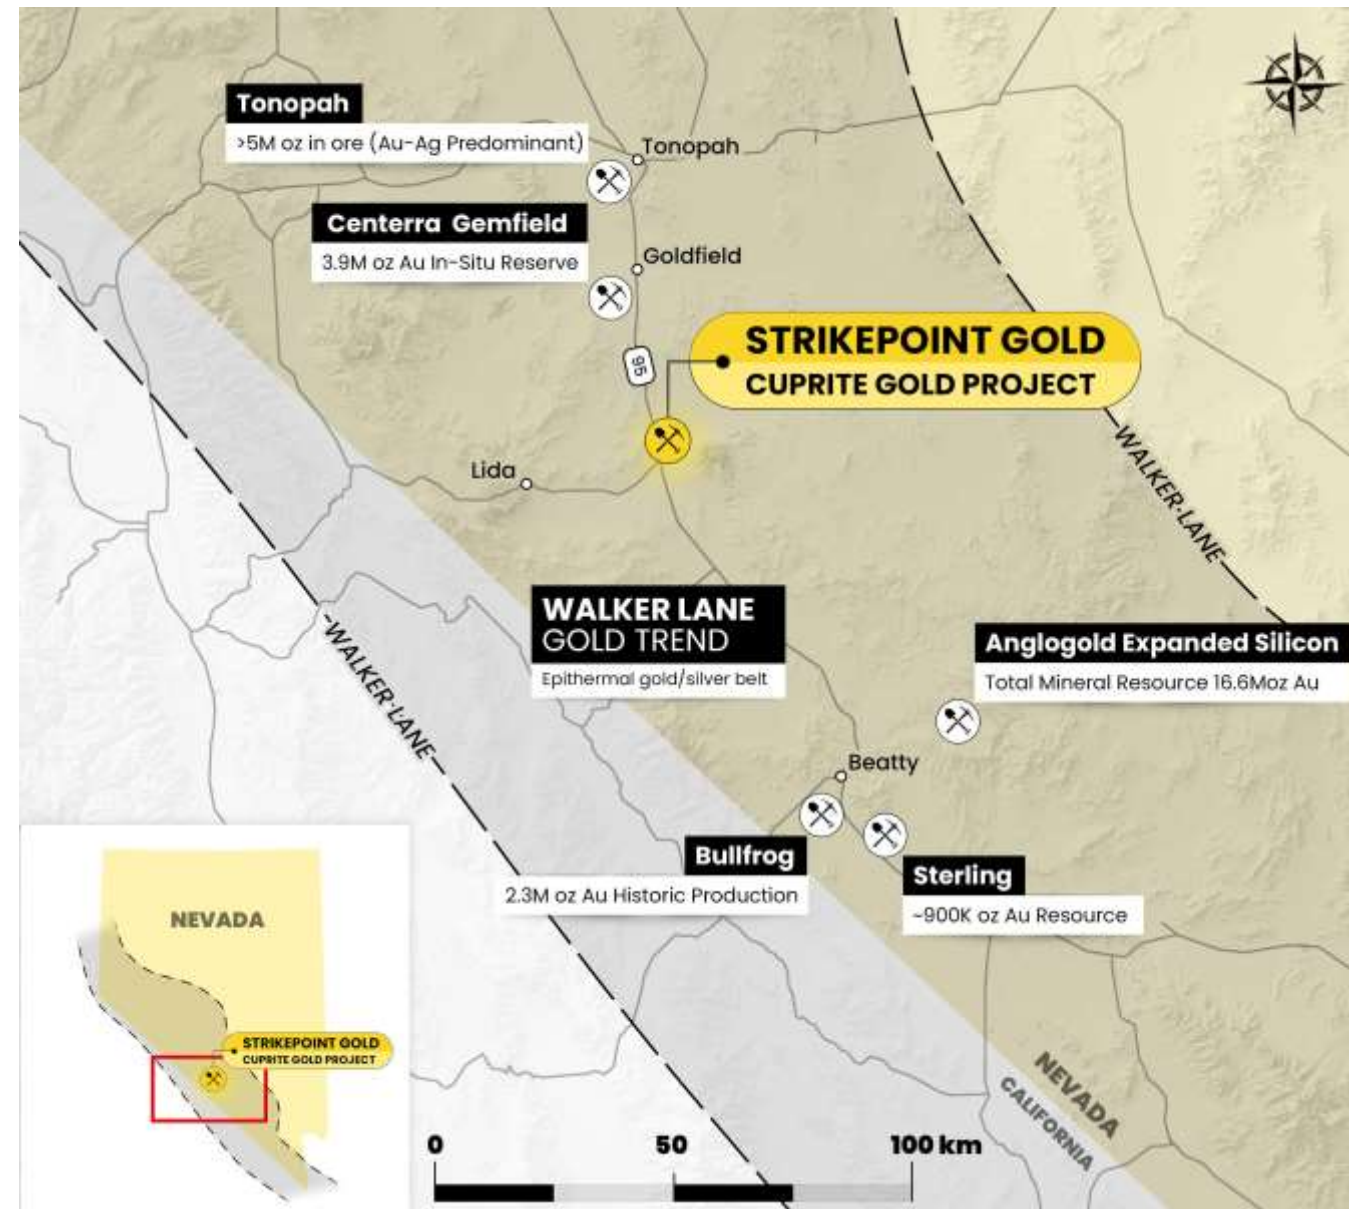 Tonopah
>5M oz in ore (Au-Ag Predominant)
Tonopah
Centerra Gemfield
3.9M oz Au In-Situ Reserve
Goldfield
95
STRIKEPOINT GOLD
CUPRITE GOLD PROJECT
Lida
WALKER LANE
WALKER LANE
GOLD TREND
Epithermal gold/silver belt
WALKER LANE
Anglogold Expanded Silicon
Total Mineral Resource 16.6Moz Au
Beatty
Bullfrog
2.3M oz Au Historic Production
Sterling
~900K oz Au Resource
NEVADA
STRIKEPOINT GOLD
CUPRITE GOLD PROJECT
NEVADA
CALIFORNIA
0 50 100 km